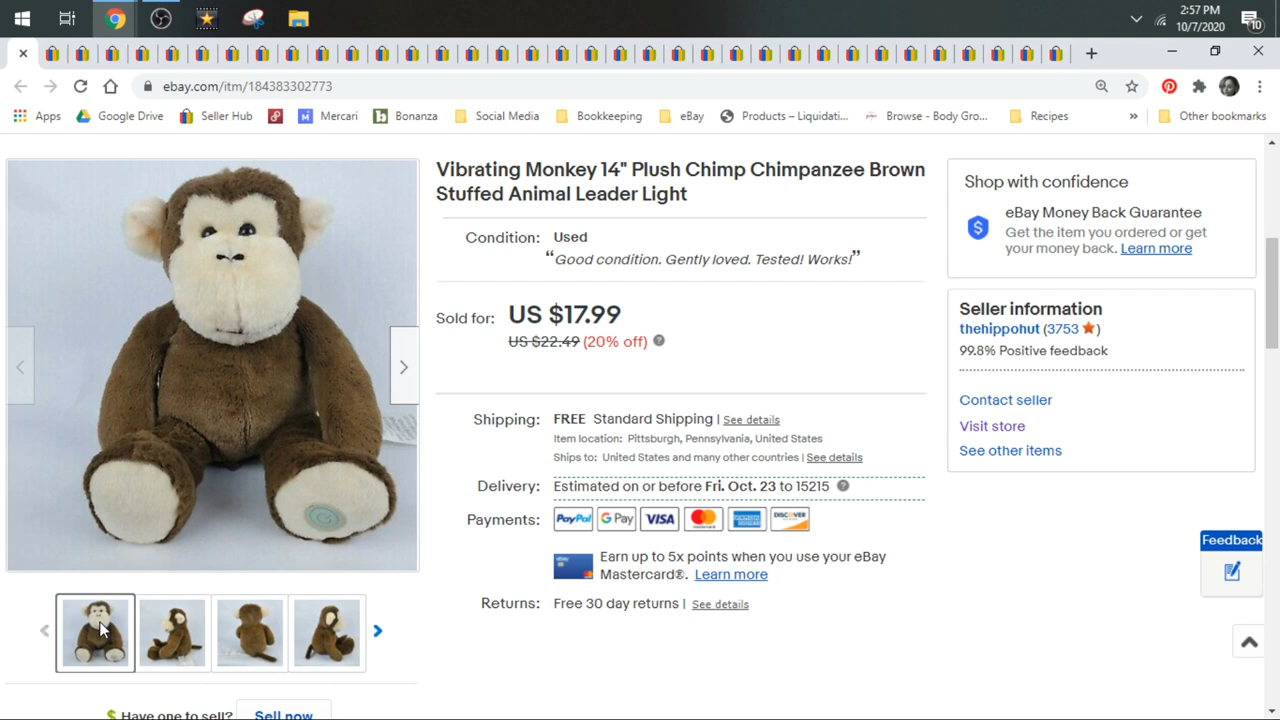 2:57 PM
10/7/2020
10
ebay.com/itm/184383302773
Apps
Google Drive
Seller Hub
Mercari
Bonanza
Social Media
Bookkeeping
eBay
Products – Liquidati...
Browse - Body Gro...
Recipes
»
Other bookmarks
Vibrating Monkey 14" Plush Chimp Chimpanzee Brown
Stuffed Animal Leader Light
Condition: Used
“Good condition. Gently loved. Tested! Works!”
Sold for: US $17.99
US $22.49 (20% off)
Shipping: FREE Standard Shipping | See details
Item location: Pittsburgh, Pennsylvania, United States
Ships to: United States and many other countries | See details
Delivery: Estimated on or before Fri. Oct. 23 to 15215
Payments: PayPal G Pay VISA MasterCard AMERICAN EXPRESS DISCOVER
Earn up to 5x points when you use your eBay
Mastercard®. Learn more
Returns: Free 30 day returns | See details
Shop with confidence
eBay Money Back Guarantee
Get the item you ordered or get
your money back. Learn more
Seller information
thehippohut (3753)
99.8% Positive feedback
Contact seller
Visit store
See other items
Feedback
Have one to sell? Sell now